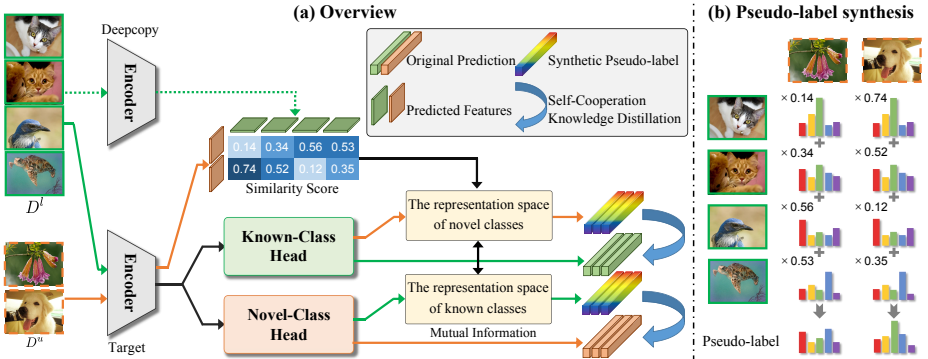 (a) Overview
(b) Pseudo-label synthesis
Deepcopy
Encoder
Original Prediction
Synthetic Pseudo-label
Predicted Features
Self-Cooperation
Knowledge Distillation
D^l
0.14 0.34 0.56 0.53
0.74 0.52 0.12 0.35
Similarity Score
The representation space
of novel classes
Known-Class
Head
Encoder
The representation space
of known classes
Novel-Class
Head
Mutual Information
D^u
Target
× 0.14 × 0.74
+ +
× 0.34 × 0.52
+ +
× 0.56 × 0.12
+ +
× 0.53 × 0.35
Pseudo-label